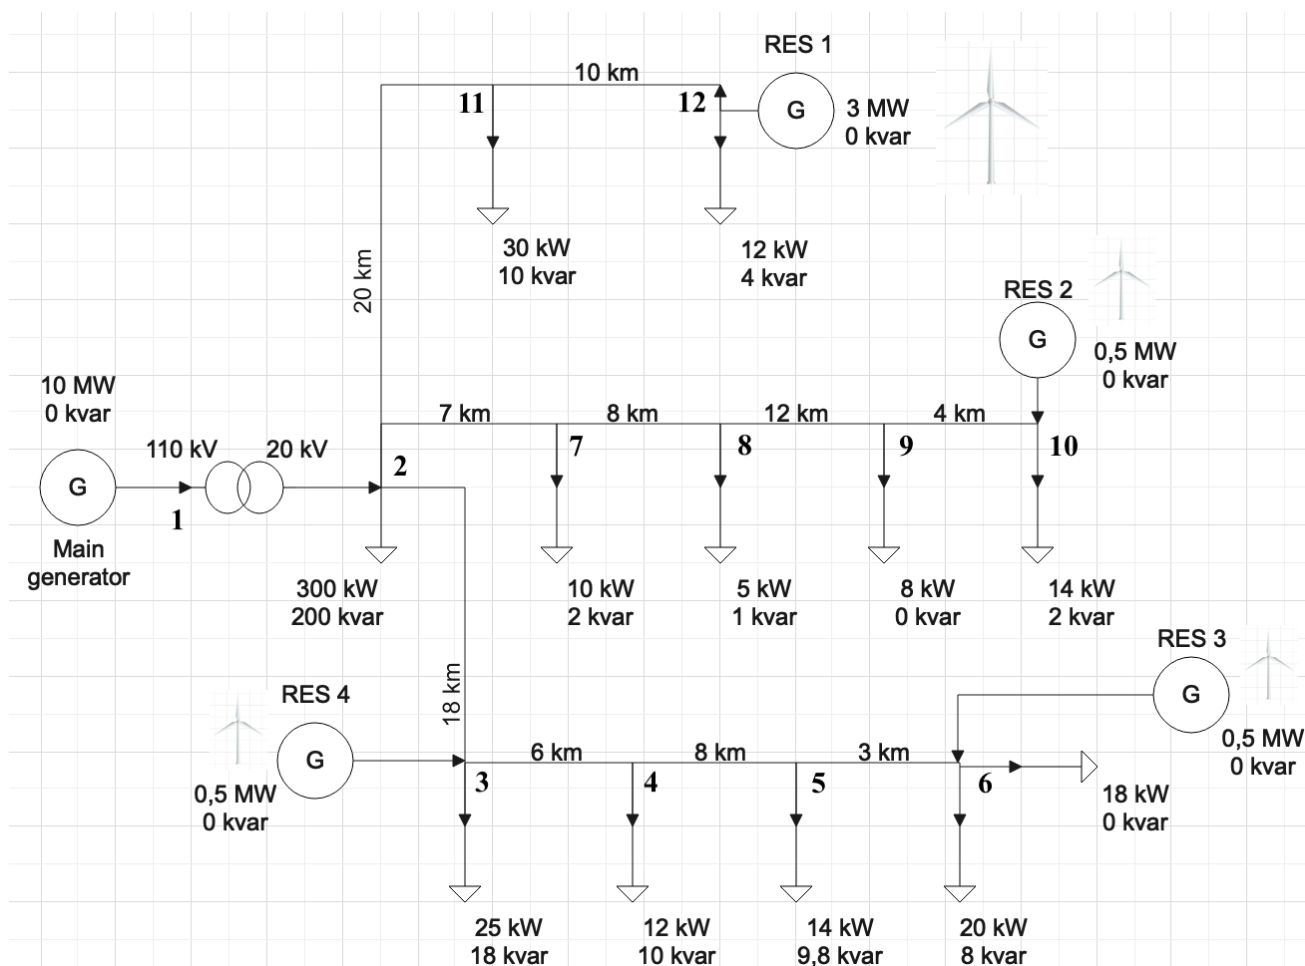 RES 1
10 km
11
12
G
3 MW
0 kvar
30 kW
10 kvar
12 kW
4 kvar
20 km
RES 2
G
0,5 MW
0 kvar
10 MW
0 kvar
7 km
8 km
12 km
4 km
110 kV
20 kV
2
7
8
9
10
G
1
Main
generator
300 kW
200 kvar
10 kW
2 kvar
5 kW
1 kvar
8 kW
0 kvar
14 kW
2 kvar
RES 3
G
0,5 MW
0 kvar
18 km
RES 4
G
0,5 MW
0 kvar
6 km
8 km
3 km
3
4
5
6
18 kW
0 kvar
25 kW
18 kvar
12 kW
10 kvar
14 kW
9,8 kvar
20 kW
8 kvar